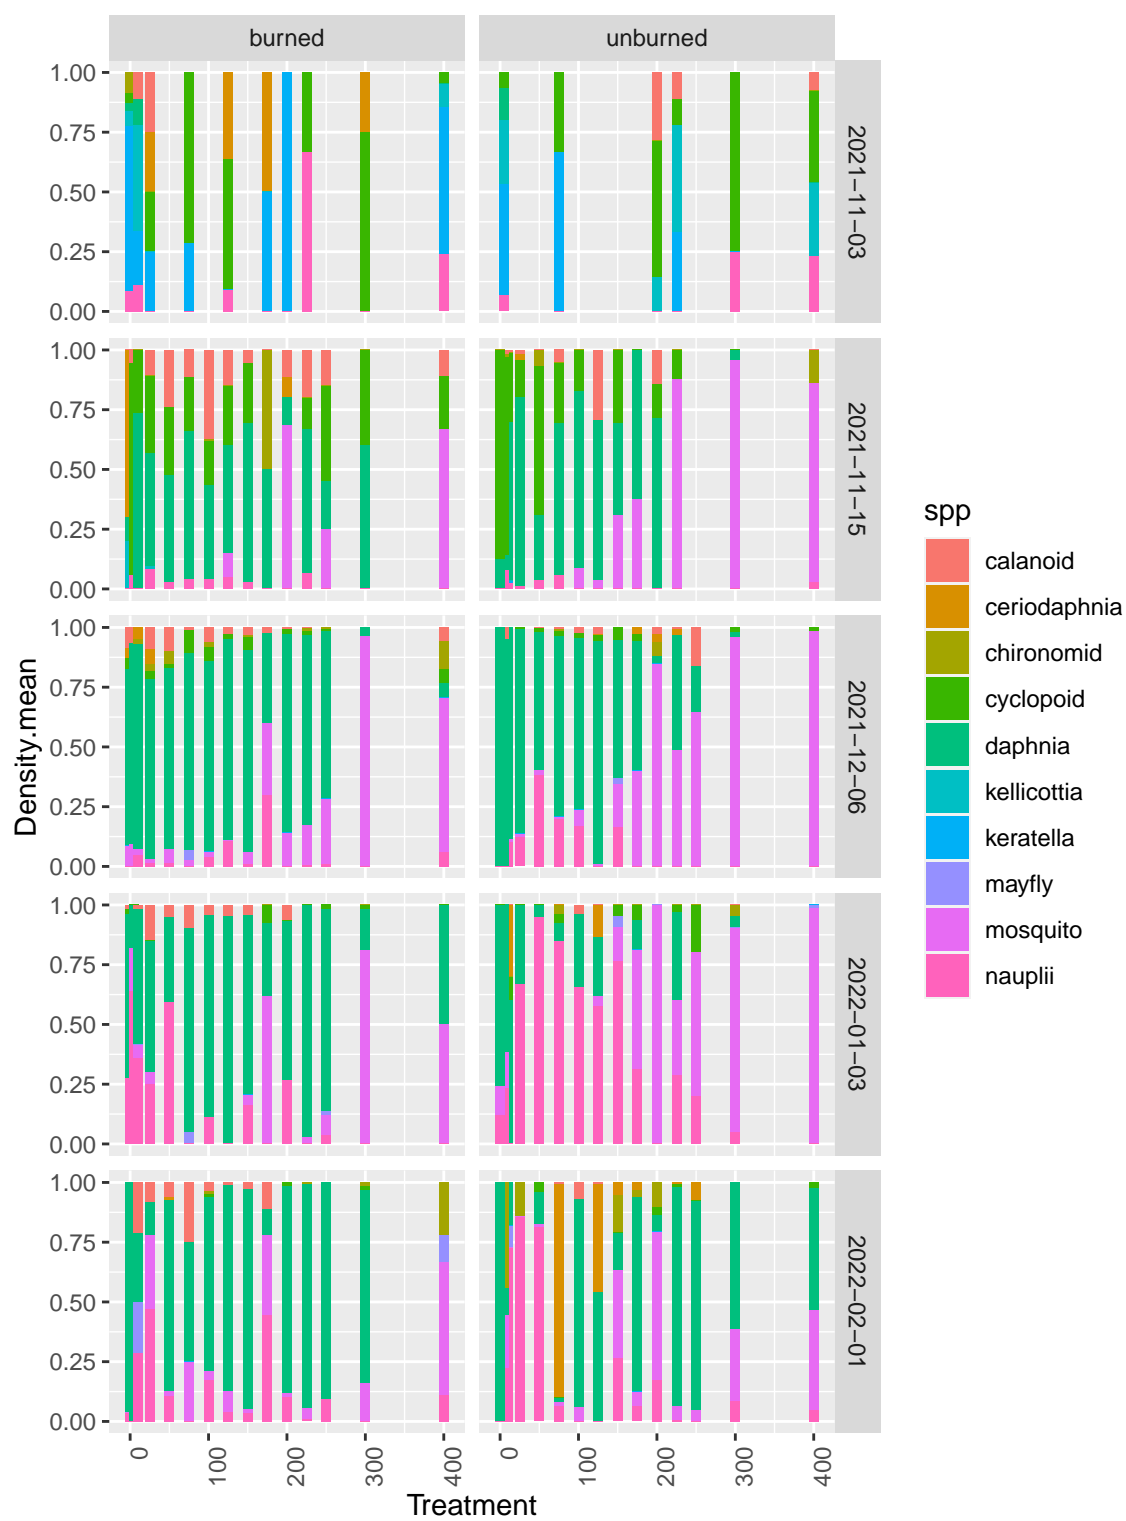 burned
unburned
1.00
0.75
0.50
0.25
0.00
2021−11−03
1.00
0.75
0.50
0.25
0.00
2021−11−15
1.00
0.75
0.50
0.25
0.00
2021−12−06
1.00
0.75
0.50
0.25
0.00
2022−01−03
1.00
0.75
0.50
0.25
0.00
2022−02−01
Density.mean
0 100 200 300 400
0 100 200 300 400
Treatment
spp
calanoid
ceriodaphnia
chironomid
cyclopoid
daphnia
kellicottia
keratella
mayfly
mosquito
nauplii